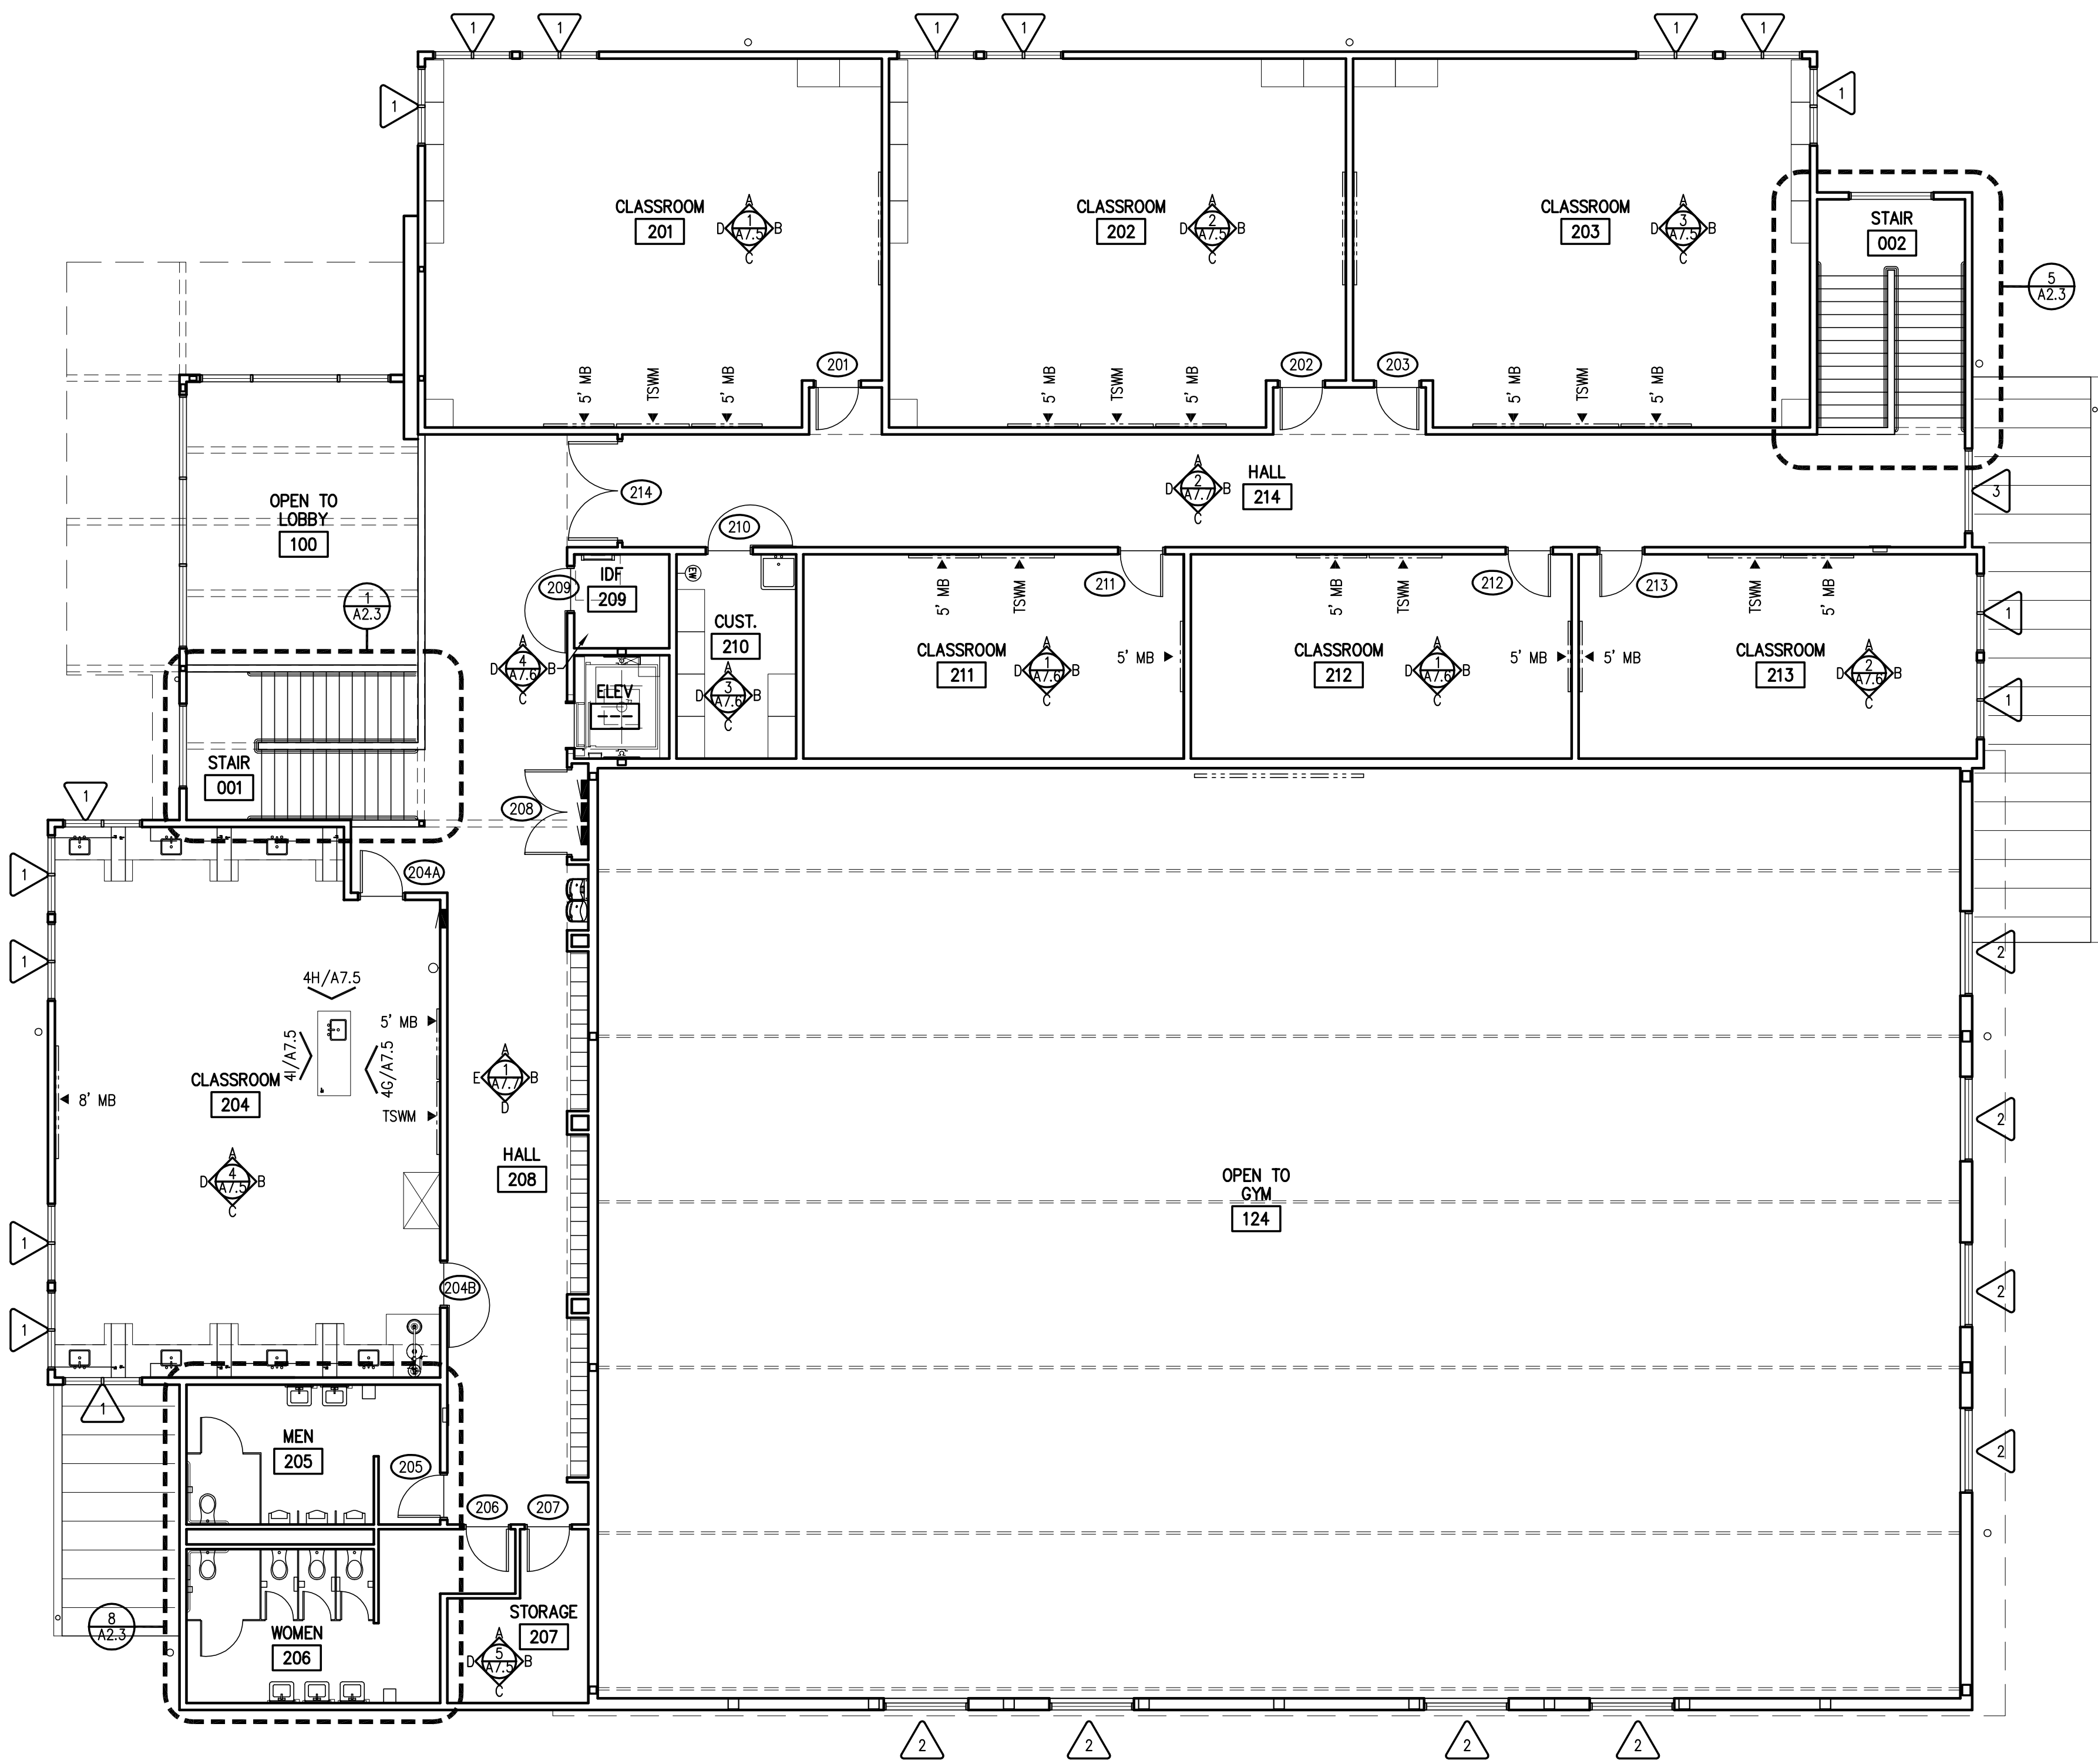 1
1
1
1
1
1
1
1
CLASSROOM
201
A
D
1
A7.5
B
C
CLASSROOM
202
A
D
2
A7.5
B
C
CLASSROOM
203
A
D
3
A7.5
B
C
STAIR
002
5
A2.3
5' MB
TSWM
5' MB
201
5' MB
TSWM
5' MB
202
203
5' MB
TSWM
5' MB
OPEN TO
LOBBY
100
214
A
D
2
A7.7
B
C
HALL
214
3
210
1
A2.3
209
IDF
209
EW
CUST.
210
A
D
3
A7.6
B
C
A
D
4
A7.6
B
C
ELEV
5' MB
TSWM
211
CLASSROOM
211
A
D
1
A7.6
B
C
5' MB
5' MB
TSWM
212
CLASSROOM
212
A
D
1
A7.6
B
C
5' MB
213
5' MB
TSWM
5' MB
CLASSROOM
213
A
D
2
A7.6
B
C
1
1
STAIR
001
208
1
204A
1
1
4H/A7.5
4I/A7.5
4G/A7.5
5' MB
TSWM
8' MB
CLASSROOM
204
A
D
4
A7.5
B
C
A
E
1
A7.7
B
D
HALL
208
OPEN TO
GYM
124
2
2
2
2
1
204B
1
1
MEN
205
205
206
207
8
A2.3
WOMEN
206
STORAGE
207
A
D
5
A7.5
B
C
2
2
2
2